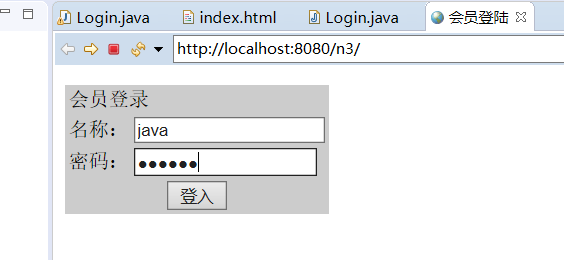 Login.java index.html Login.java 会员登陆
http://localhost:8080/n3/
会员登录
名称： java
密码： ●●●●●●
登入